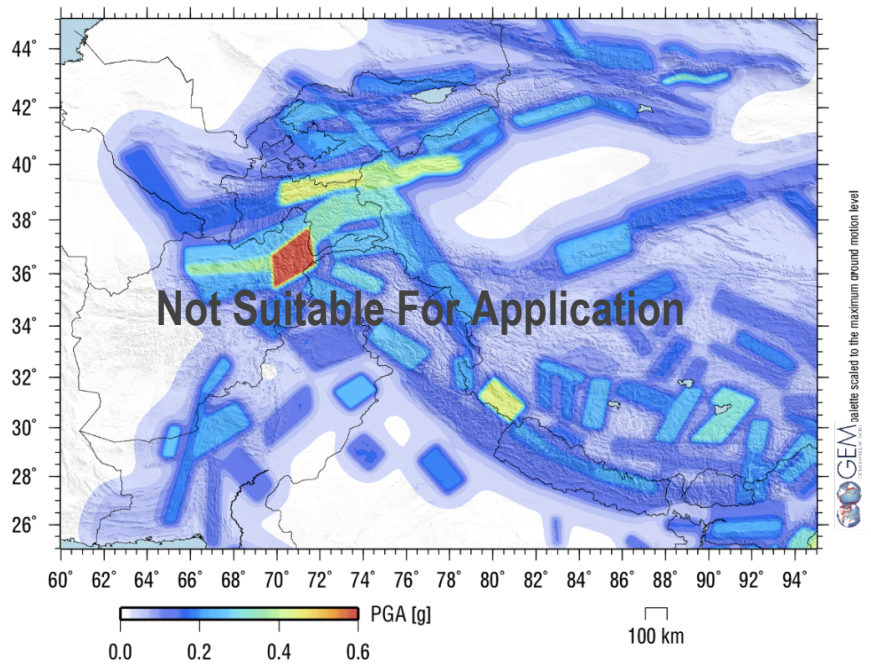 44°
42°
40°
38°
36°
34°
32°
30°
28°
26°
Not Suitable For Application
60° 62° 64° 66° 68° 70° 72° 74° 76° 78° 80° 82° 84° 86° 88° 90° 92° 94°
PGA [g]
0.0 0.2 0.4 0.6
100 km
GEM
palette scaled to the maximum ground motion level